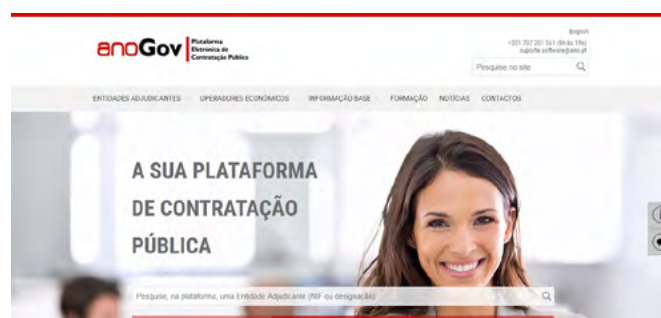 English
anoGov
Plataforma
Eletrónica de
Contratação Pública
+351 707 201 561 (9h às 19h)
suporte.software@ano.pt
Pesquise no site
ENTIDADES ADJUDICANTES
OPERADORES ECONÓMICOS
INFORMAÇÃO BASE
FORMAÇÃO
NOTÍCIAS
CONTACTOS
A SUA PLATAFORMA
DE CONTRATAÇÃO
PÚBLICA
Pesquise, na plataforma, uma Entidade Adjudicante (NIF ou designação)